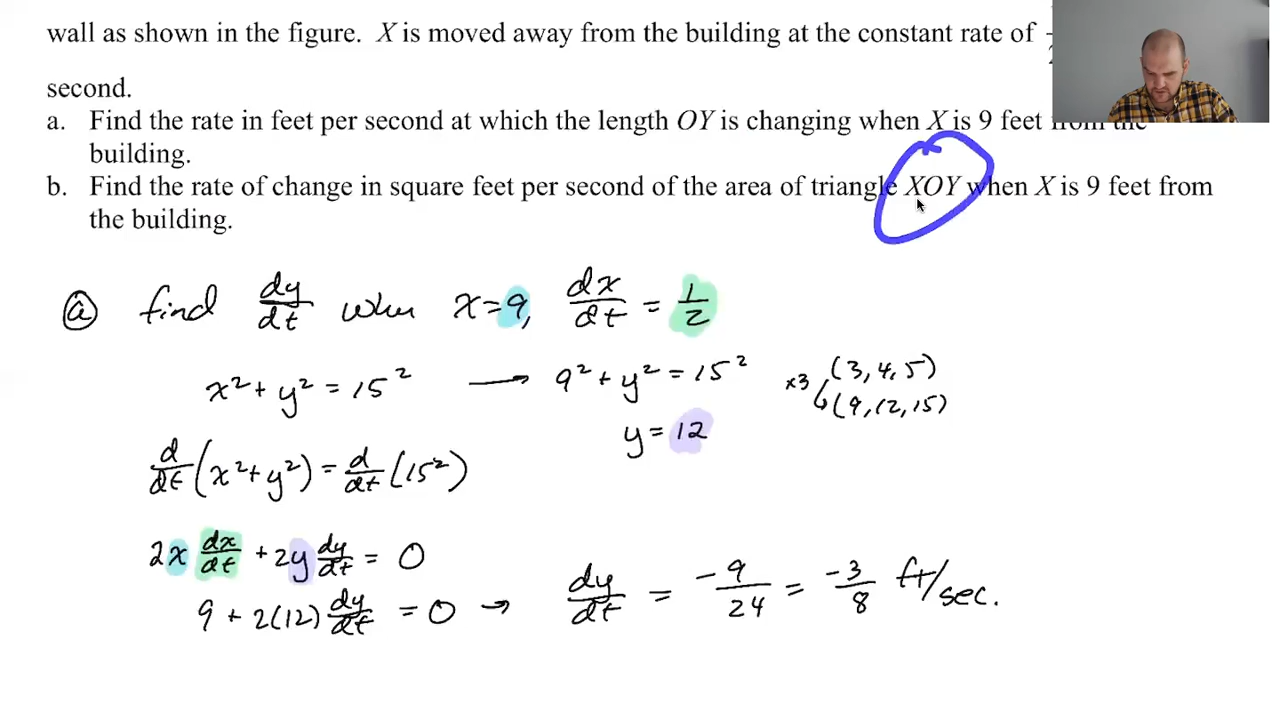 wall as shown in the figure. X is moved away from the building at the constant rate of
second.
a. Find the rate in feet per second at which the length OY is changing when X is 9 feet from the
building.
b. Find the rate of change in square feet per second of the area of triangle XOY when X is 9 feet from
the building.
ⓐ find dy/dt when x=9, dx/dt = 1/2
x²+y²=15² → 9²+y²=15² ×3 (3,4,5)
(9,12,15)
y=12
d/dt(x²+y²)=d/dt(15²)
2x dx/dt + 2y dy/dt = 0
9 + 2(12) dy/dt = 0 → dy/dt = -9/24 = -3/8 ft/sec.